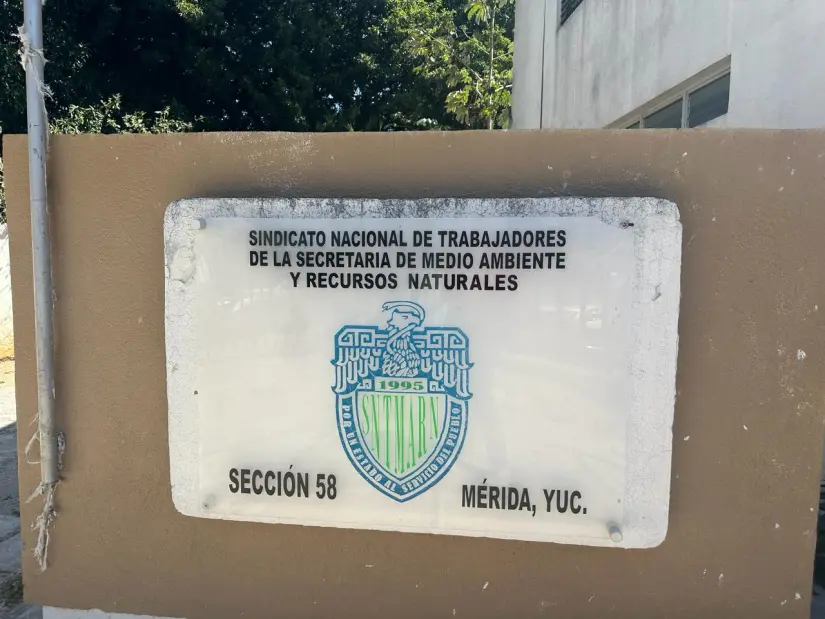 SINDICATO NACIONAL DE TRABAJADORES
DE LA SECRETARIA DE MEDIO AMBIENTE
Y RECURSOS NATURALES
1995
SNTMARN
POR UN ESTADO AL SERVICIO DEL PUEBLO
SECCIÓN 58
MÉRIDA, YUC.